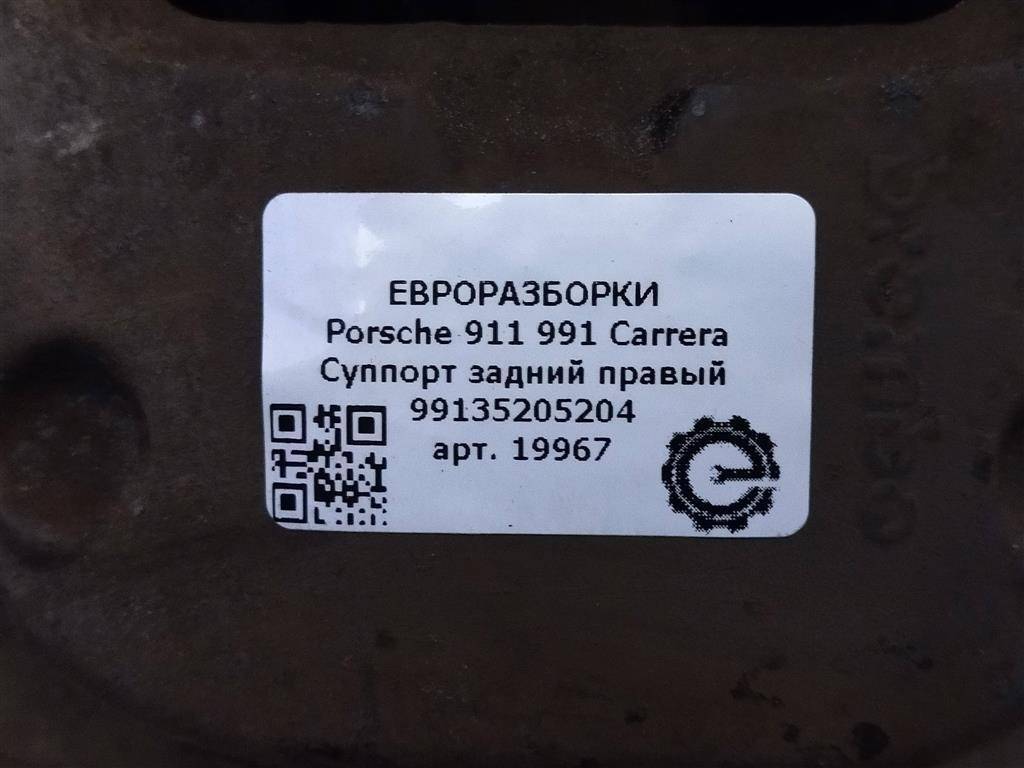 ЕВРОРАЗБОРКИ
Porsche 911 991 Carrera
Суппорт задний правый
99135205204
арт. 19967